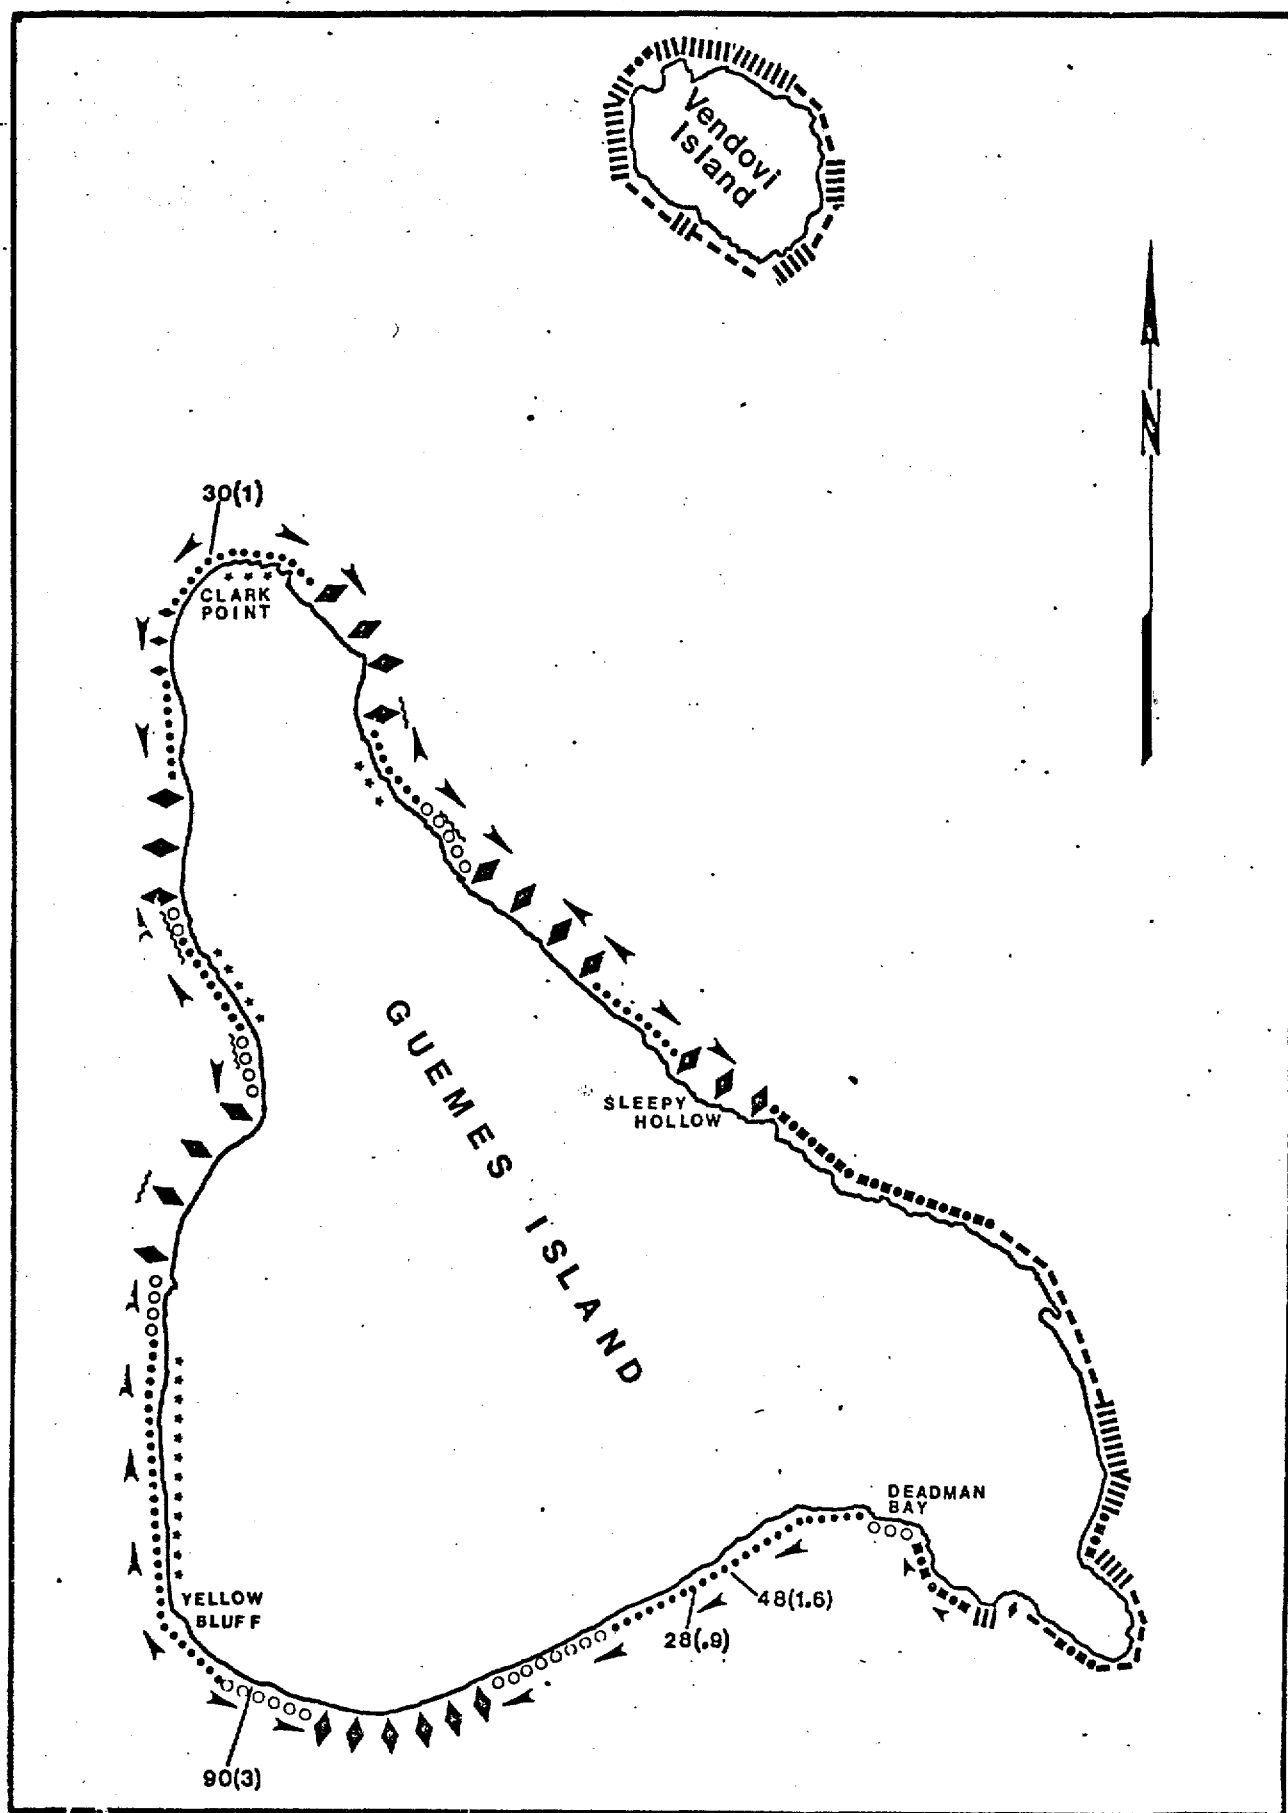 Vendovi
Island
N
30(1)
CLARK
POINT
GUEMES ISLAND
SLEEPY
HOLLOW
DEADMAN
BAY
YELLOW
BLUFF
48(1.6)
28(.9)
90(3)